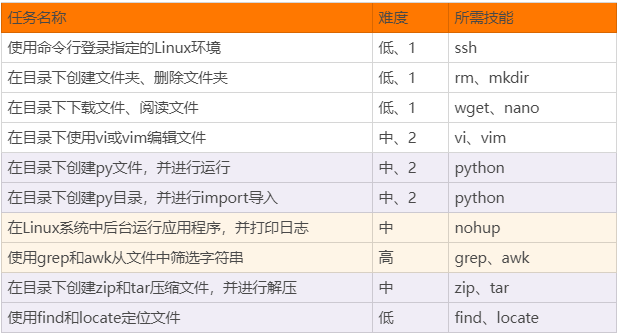 任务名称 难度 所需技能
使用命令行登录指定的Linux环境 低、1 ssh
在目录下创建文件夹、删除文件夹 低、1 rm、mkdir
在目录下下载文件、阅读文件 低、1 wget、nano
在目录下使用vi或vim编辑文件 中、2 vi、vim
在目录下创建py文件，并进行运行 中、2 python
在目录下创建py目录，并进行import导入 中、2 python
在Linux系统中后台运行应用程序，并打印日志 中 nohup
使用grep和awk从文件中筛选字符串 高 grep、awk
在目录下创建zip和tar压缩文件，并进行解压 中 zip、tar
使用find和locate定位文件 低 find、locate